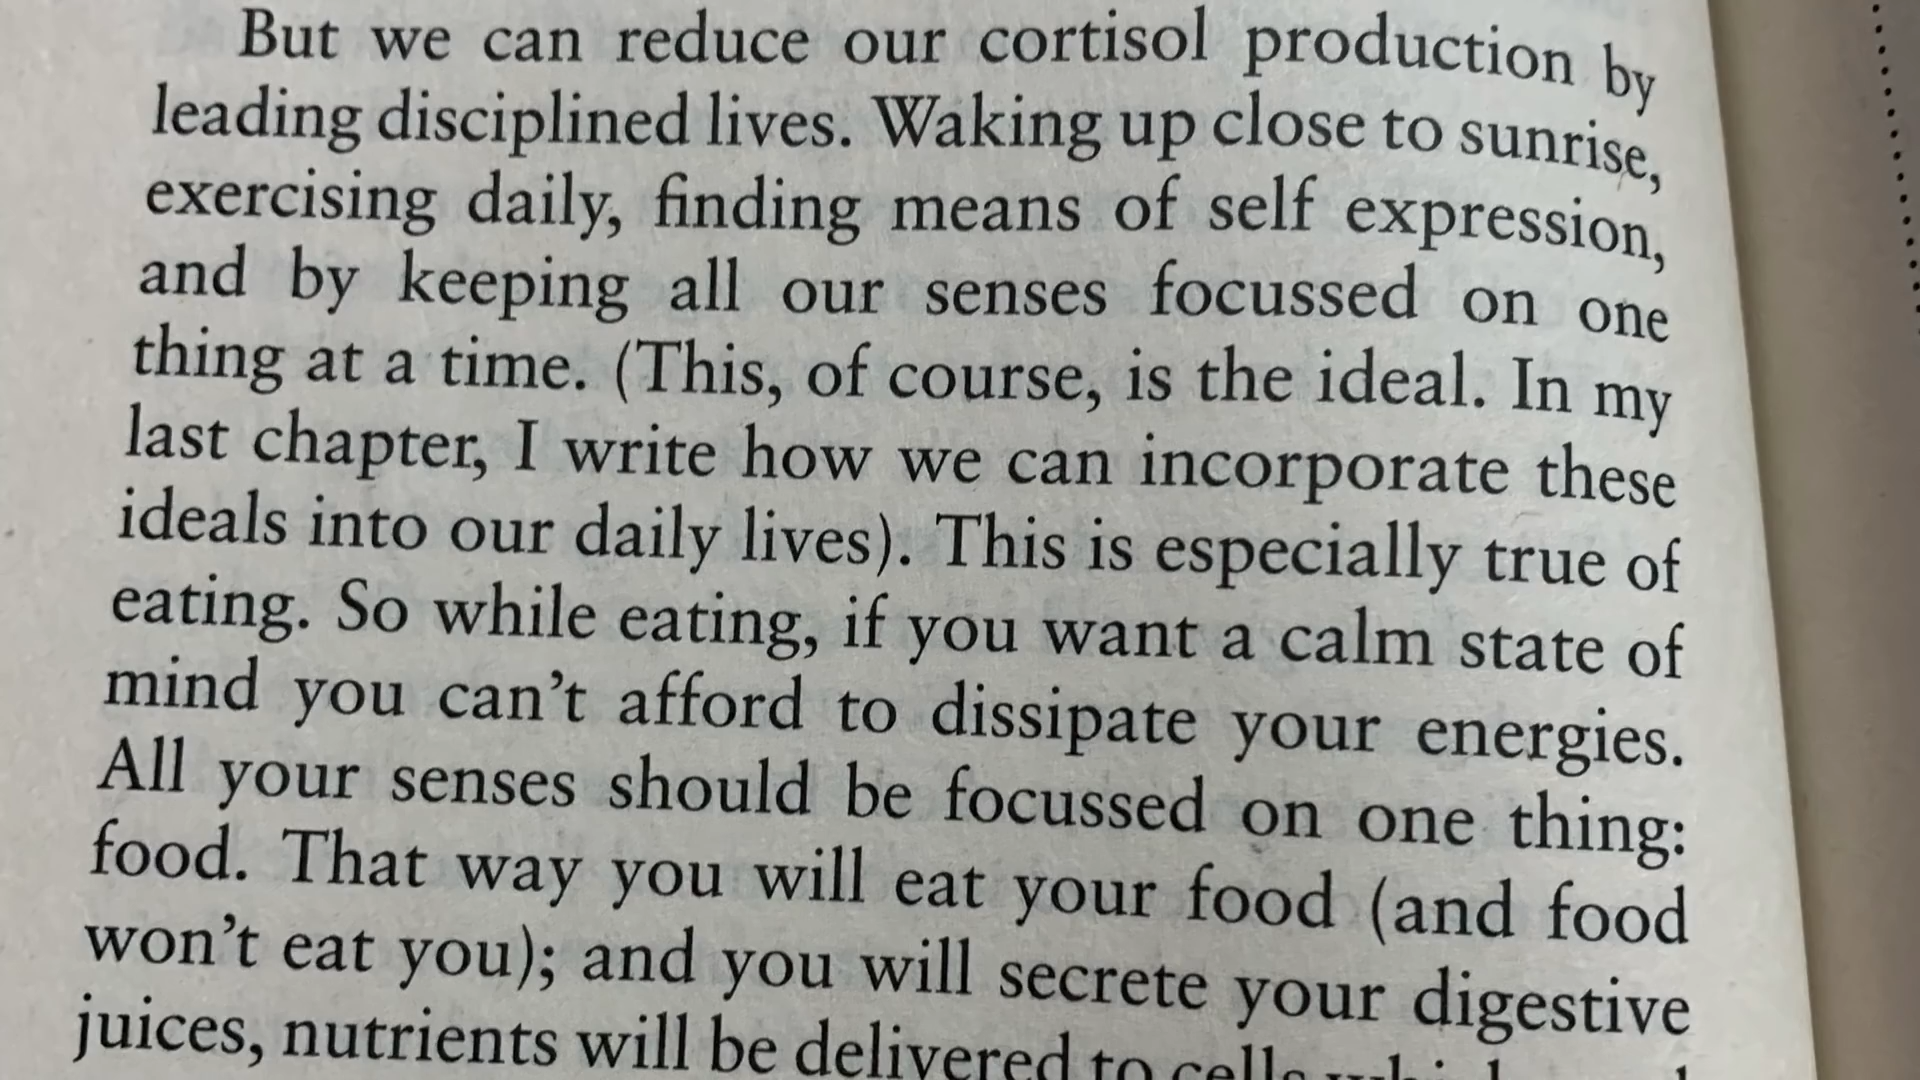 But we can reduce our cortisol production by
leading disciplined lives. Waking up close to sunrise,
exercising daily, finding means of self expression,
and by keeping all our senses focussed on one
thing at a time. (This, of course, is the ideal. In my
last chapter, I write how we can incorporate these
ideals into our daily lives). This is especially true of
eating. So while eating, if you want a calm state of
mind you can't afford to dissipate your energies.
All your senses should be focussed on one thing:
food. That way you will eat your food (and food
won't eat you); and you will secrete your digestive
juices, nutrients will be delivered to cells